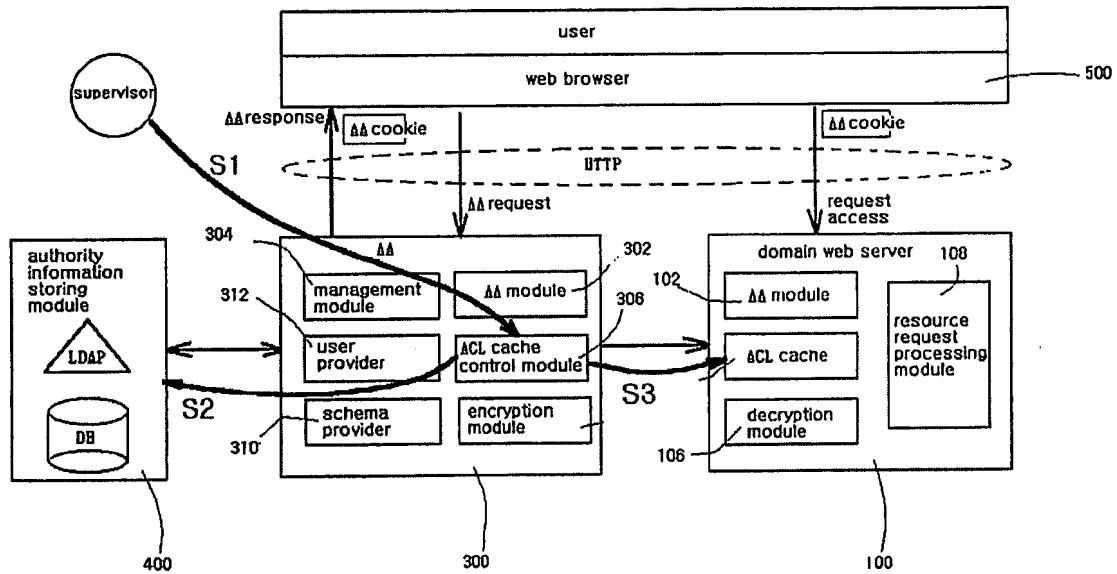 user
web browser
500
supervisor
AA response
AA cookie
AA cookie
S1
HTTP
AA request
request
access
304
AA
302
domain web server
108
authority
information
storing
module
management
module
AA module
102
AA module
312
306
resource
request
processing
module
LDAP
user
provider
ACL cache
control module
ACL cache
S2
S3
DB
schema
provider
encryption
module
decryption
module
310
106
400
300
100